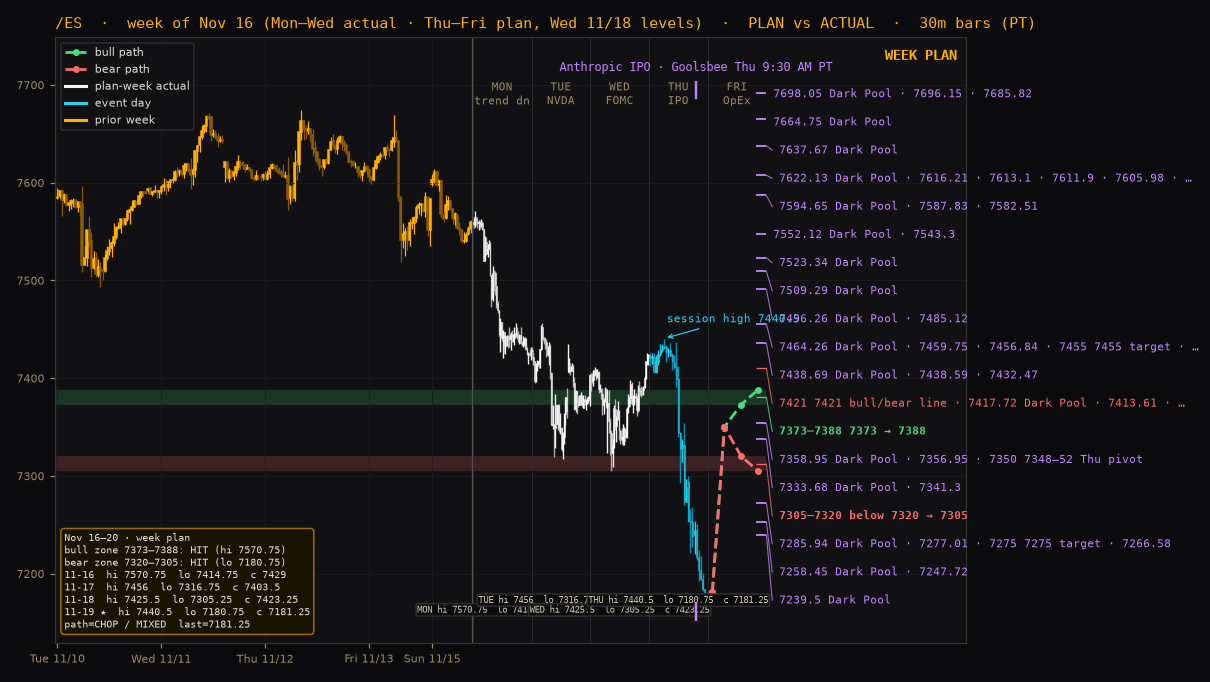 /ES · week of Nov 16 (Mon—Wed actual · Thu—Fri plan, Wed 11/18 levels) · PLAN vs ACTUAL · 30m bars (PT)
WEEK PLAN
bull path
bear path
plan-week actual
event day
prior week
Anthropic IPO · Goolsbee Thu 9:30 AM PT
MON
trend dn
TUE
NVDA
WED
FOMC
THU
IPO
FRI
OpEx
7700
7600
7500
7400
7300
7200
7698.05 Dark Pool · 7696.15 · 7685.82
7664.75 Dark Pool
7637.67 Dark Pool
7622.13 Dark Pool · 7616.21 · 7613.1 · 7611.9 · 7605.98 · …
7594.65 Dark Pool · 7587.83 · 7582.51
7552.12 Dark Pool · 7543.3
7523.34 Dark Pool
7509.29 Dark Pool
session high 7440.5
7496.26 Dark Pool · 7485.12
7464.26 Dark Pool · 7459.75 · 7456.84 · 7455 7455 target · …
7438.69 Dark Pool · 7438.59 · 7432.47
7421 7421 bull/bear line · 7417.72 Dark Pool · 7413.61 · …
7373—7388 7373 → 7388
7358.95 Dark Pool · 7356.95 · 7350 7348—52 Thu pivot
7333.68 Dark Pool · 7341.3
7305—7320 below 7320 → 7305
7285.94 Dark Pool · 7277.01 · 7275 7275 target · 7266.58
7258.45 Dark Pool · 7247.72
7239.5 Dark Pool
Nov 16—20 · week plan
bull zone 7373—7388: HIT (hi 7570.75)
bear zone 7320—7305: HIT (lo 7180.75)
11-16 hi 7570.75 lo 7414.75 c 7429
11-17 hi 7456 lo 7316.75 c 7403.5
11-18 hi 7425.5 lo 7305.25 c 7423.25
11-19 ★ hi 7440.5 lo 7180.75 c 7181.25
path=CHOP / MIXED last=7181.25
TUE hi 7456 lo 7316.7
THU hi 7440.5 lo 7180.75 c 7181.25
MON hi 7570.75 lo 741
WED hi 7425.5 lo 7305.25 c 7423.25
Tue 11/10
Wed 11/11
Thu 11/12
Fri 11/13
Sun 11/15